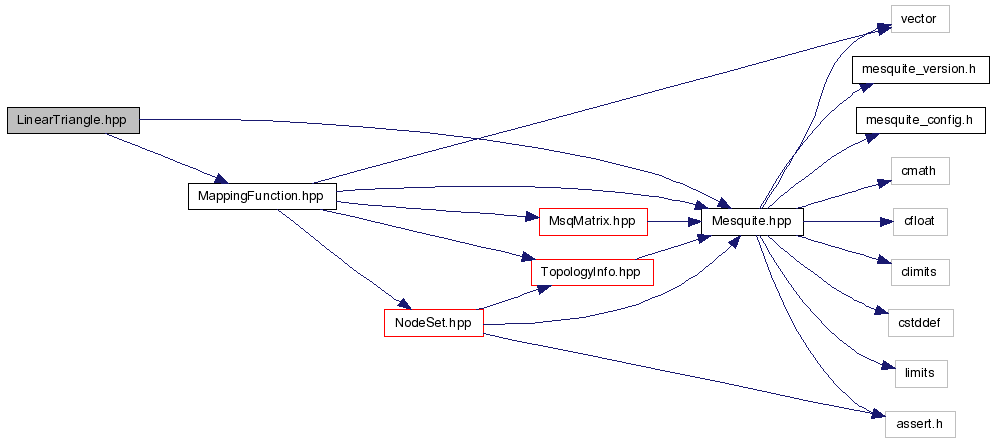 vector
mesquite_version.h
LinearTriangle.hpp
mesquite_config.h
cmath
MappingFunction.hpp
MsqMatrix.hpp
Mesquite.hpp
cfloat
TopologyInfo.hpp
climits
NodeSet.hpp
cstddef
limits
assert.h